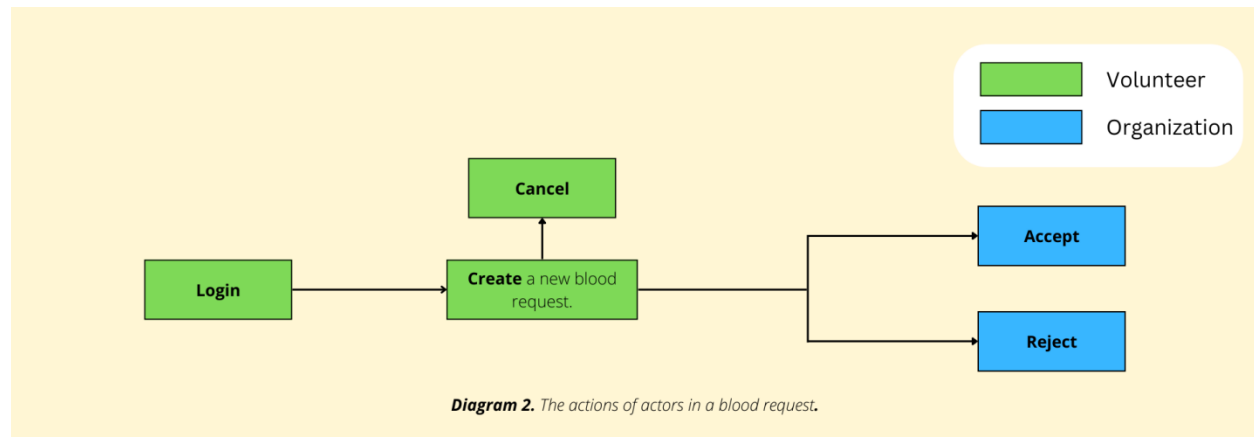 Volunteer
Organization
Cancel
Accept
Login
Create a new blood
request.
Reject
Diagram 2. The actions of actors in a blood request.